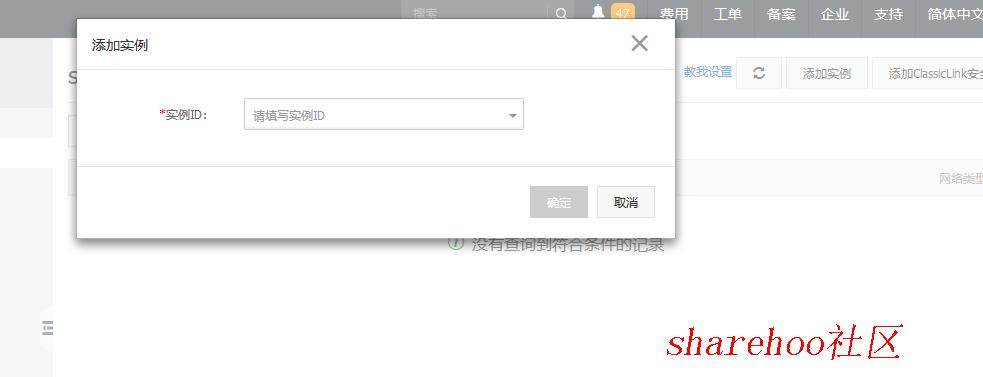 搜索 47 费用 工单 备案 企业 支持 简体中文
添加实例
教我设置 添加实例 添加ClassicLink安全
*实例ID: 请填写实例ID
网络类型
确定 取消
没有查询到符合条件的记录
sharehoo社区